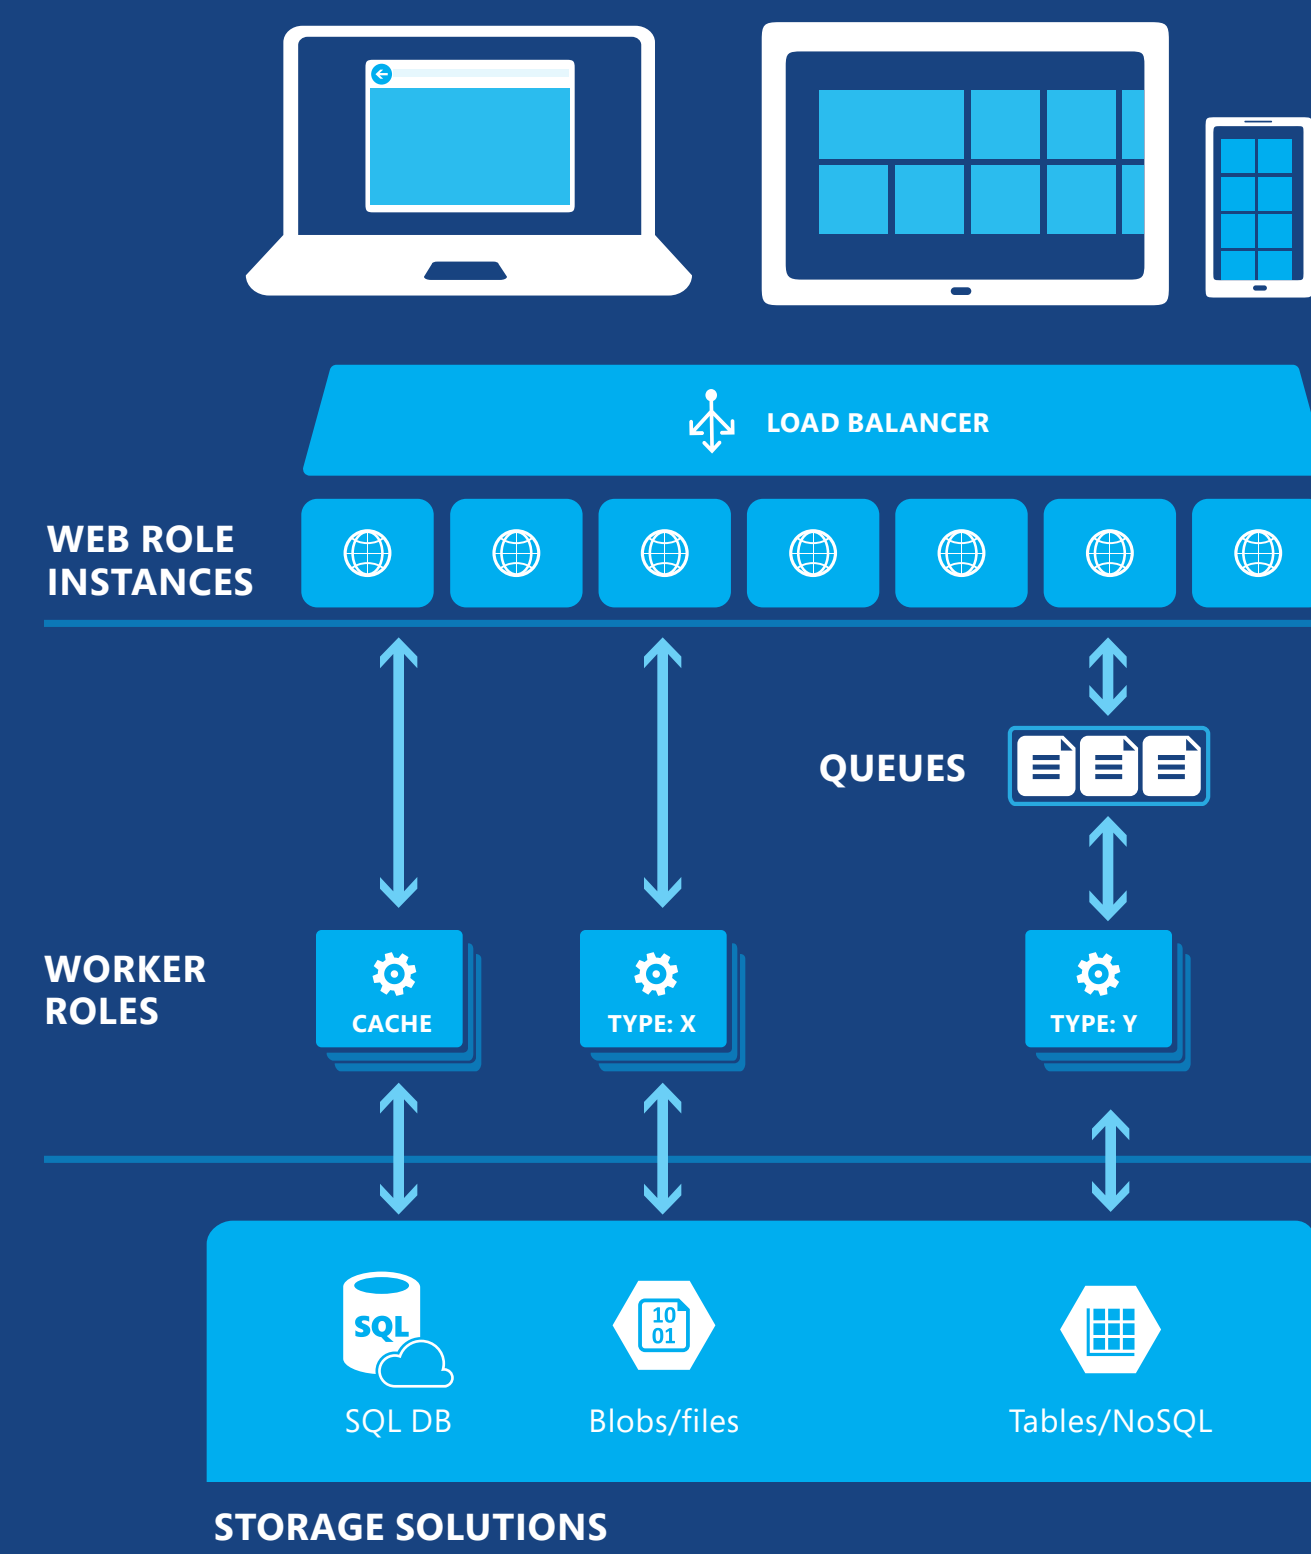 LOAD BALANCER
WEB ROLE
INSTANCES
QUEUES
WORKER
ROLES
CACHE
TYPE: X
TYPE: Y
SQL
10
01
SQL DB
Blobs/files
Tables/NoSQL
STORAGE SOLUTIONS